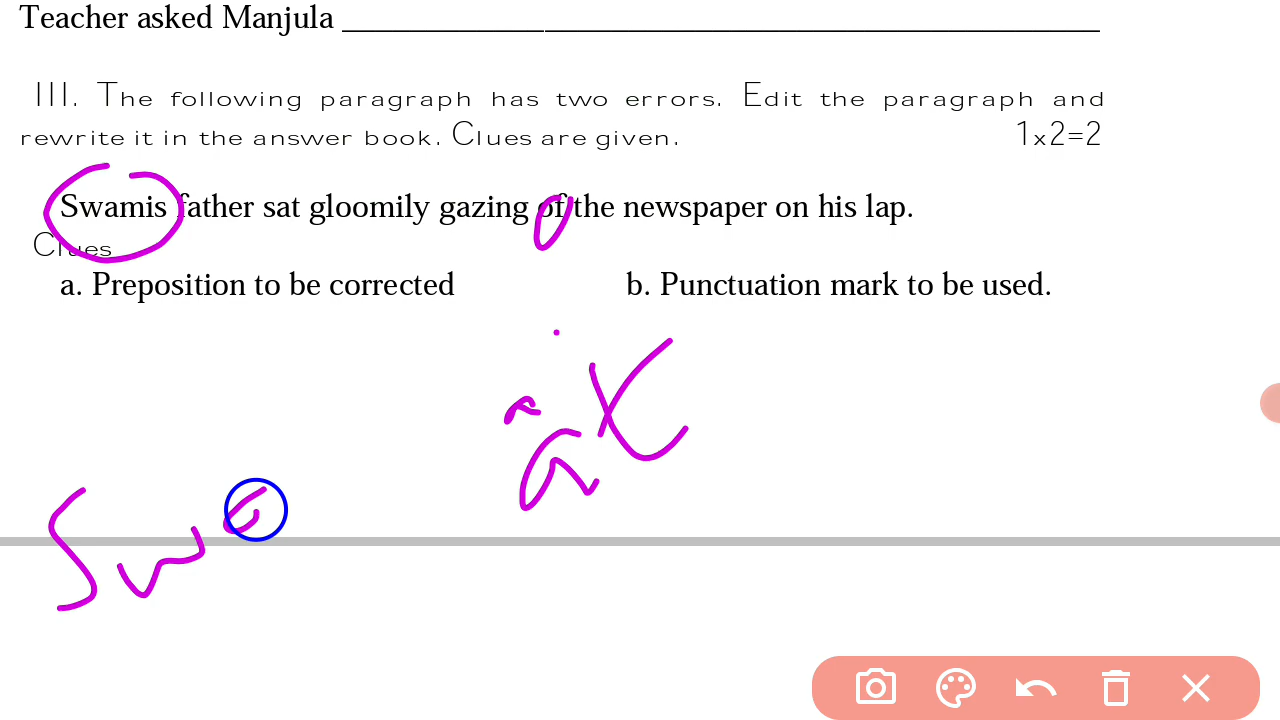 Teacher asked Manjula ______________________________________________
III. The following paragraph has two errors. Edit the paragraph and
rewrite it in the answer book. Clues are given. 1x2=2
Swamis father sat gloomily gazing of the newspaper on his lap.
Clues
a. Preposition to be corrected b. Punctuation mark to be used.
at
Swa